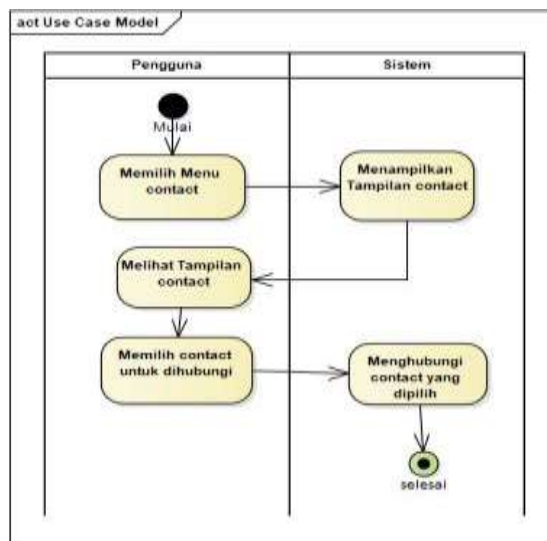 act Use Case Model
Pengguna
Sistem
Mulai
Memilih Menu
contact
Menampilkan
Tampilan contact
Melihat Tampilan
contact
Memilih contact
untuk dihubungi
Menghubungi
contact yang
dipilih
selesai